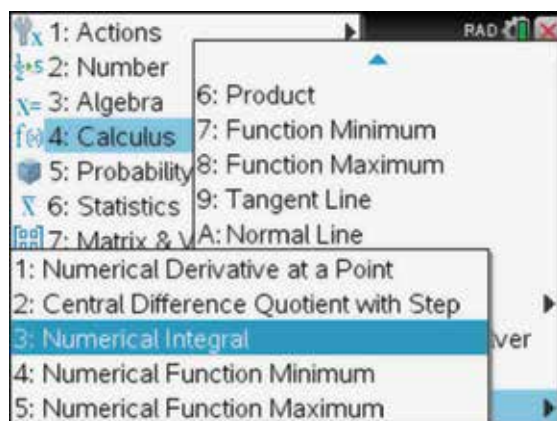 1: Actions
RAD
2: Number
3: Algebra
4: Calculus
5: Probability
6: Statistics
7: Matrix & V
6: Product
7: Function Minimum
8: Function Maximum
9: Tangent Line
A: Normal Line
1: Numerical Derivative at a Point
2: Central Difference Quotient with Step
3: Numerical Integral
ver
4: Numerical Function Minimum
5: Numerical Function Maximum